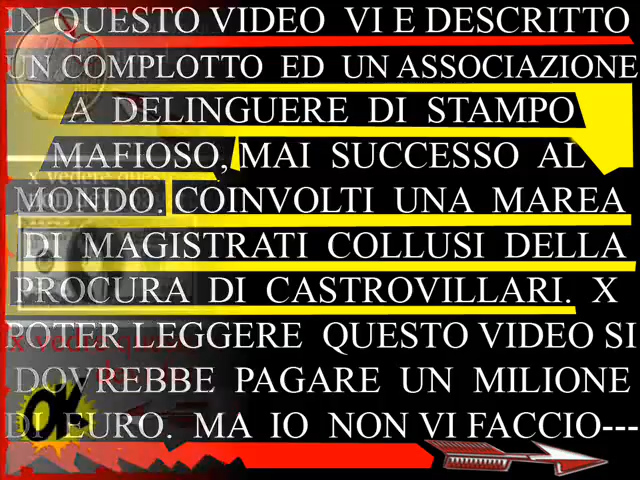 IN QUESTO VIDEO VI E DESCRITTO
UN COMPLOTTO ED UN ASSOCIAZIONE
A DELINGUERE DI STAMPO
MAFIOSO, MAI SUCCESSO AL
MONDO. COINVOLTI UNA MAREA
DI MAGISTRATI COLLUSI DELLA
PROCURA DI CASTROVILLARI. X
POTER LEGGERE QUESTO VIDEO SI
DOVREBBE PAGARE UN MILIONE
DI EURO. MA IO NON VI FACCIO---
x vedere ques